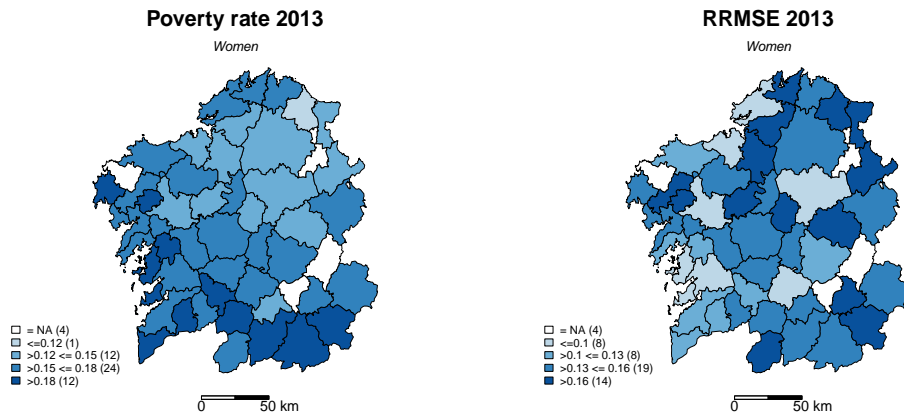 Poverty rate 2013
Women
= NA (4)
<=0.12 (1)
>0.12 <= 0.15 (12)
>0.15 <= 0.18 (24)
>0.18 (12)
0 50 km
RRMSE 2013
Women
= NA (4)
<=0.1 (8)
>0.1 <= 0.13 (8)
>0.13 <= 0.16 (19)
>0.16 (14)
0 50 km